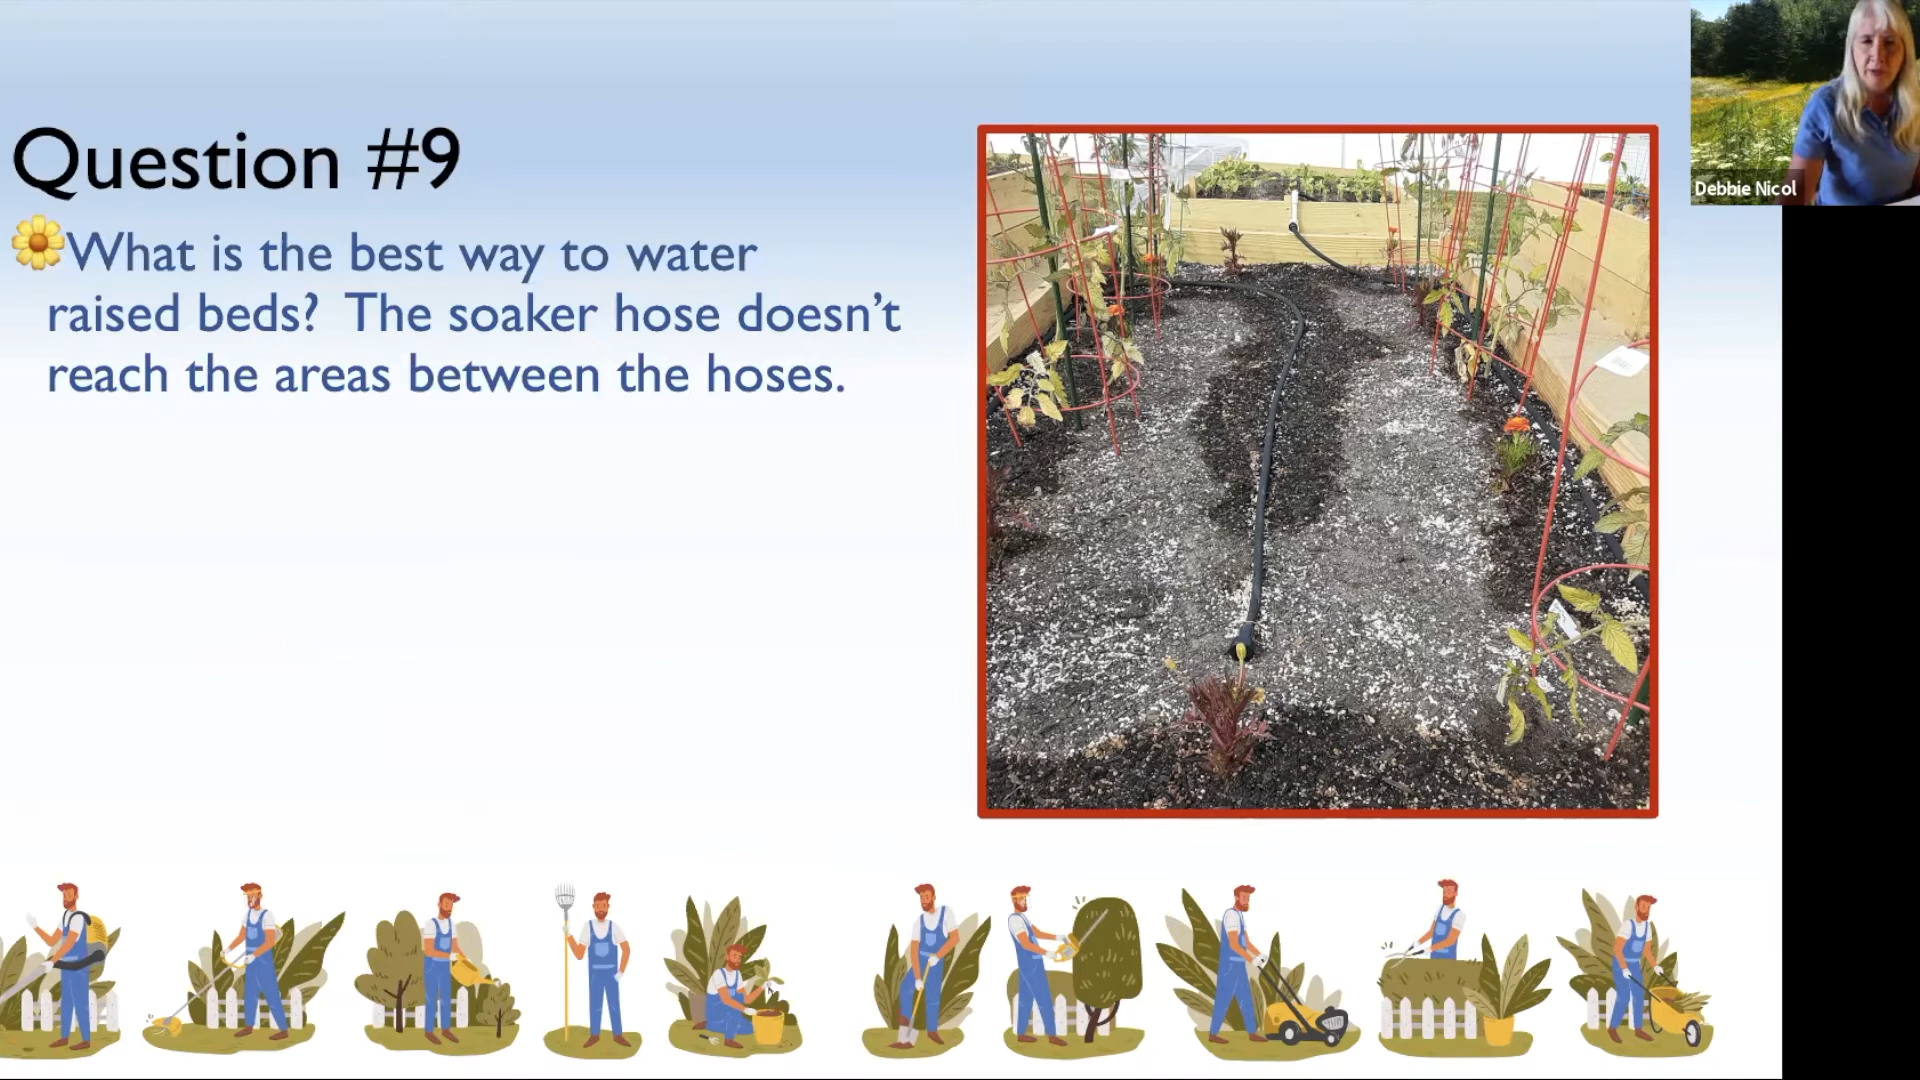 Question #9
What is the best way to water
raised beds? The soaker hose doesn’t
reach the areas between the hoses.
Debbie Nicol